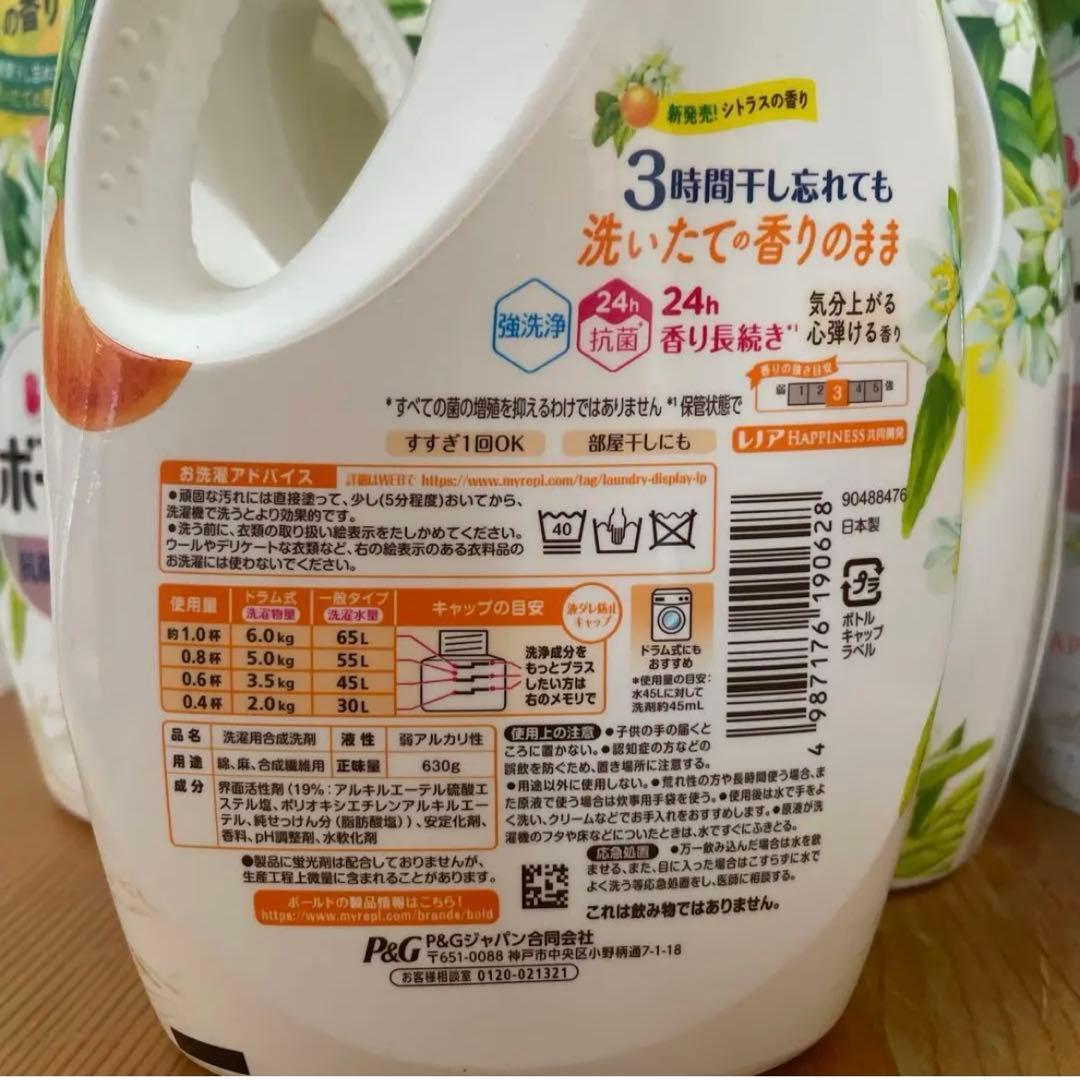 の香り
新発売! シトラスの香り
3時間干し忘れても
洗いたての香りのまま
強洗浄
24h
抗菌*
24h
香り長続き*1
気分上がる
心弾ける香り
香りの強さ目安
弱 1 2 3 4 5 強
*すべての菌の増殖を抑えるわけではありません *1 保管状態で
すすぎ1回OK
部屋干しにも
レノア HAPPINESS 共同開発
お洗濯アドバイス
詳細はWEBで https://www.myrepi.com/tag/laundry-display-lp
●頑固な汚れには直接塗って、少し(5分程度)おいてから、
洗濯機で洗うとより効果的です。
●洗う前に、衣類の取り扱い絵表示をたしかめてください。
ウールやデリケートな衣類など、右の絵表示のある衣料品の
お洗濯には使わないでください。
40
90488476
日本製
4 987176 190628
プラ
ボトル
キャップ
ラベル
使用量 ドラム式 洗濯物量 一般タイプ 洗濯水量
約1.0杯 6.0kg 65L
0.8杯 5.0kg 55L
0.6杯 3.5kg 45L
0.4杯 2.0kg 30L
キャップの目安
液ダレ防止
キャップ
洗浄成分を
もっとプラス
したい方は
右のメモリで
ドラム式にも
おすすめ
*使用量の目安:
水45Lに対して
洗剤約45mL
品名 洗濯用合成洗剤 液性 弱アルカリ性
用途 綿、麻、合成繊維用 正味量 630g
成分 界面活性剤(19%:アルキルエーテル硫酸エ
ステル塩、ポリオキシエチレンアルキルエー
テル、純せっけん分(脂肪酸塩))、安定化剤、
香料、pH調整剤、水軟化剤
●製品に蛍光剤は配合しておりませんが、
生産工程上微量に含まれることがあります。
ボールドの製品情報はこちら!
https://www.myrepi.com/brands/bold
使用上の注意 ●子供の手の届くと
ころに置かない。●認知症の方などの
誤飲を防ぐため、置き場所に注意する。
●用途以外に使用しない。●荒れ性の方や長時間使う場合、ま
た原液で使う場合は炊事用手袋を使う。●使用後は水で手をよ
く洗い、クリームなどでお手入れをおすすめします。●原液が洗
濯機のフタや床などについたときは、水ですぐにふきとる。
応急処置 ●万一飲み込んだ場合は水を飲
ませる、また、目に入った場合はこすらずに水で
よく洗う等応急処置をし、医師に相談する。
これは飲み物ではありません。
P&G P&Gジャパン合同会社
〒651-0088 神戸市中央区小野柄通7-1-18
お客様相談室 0120-021321